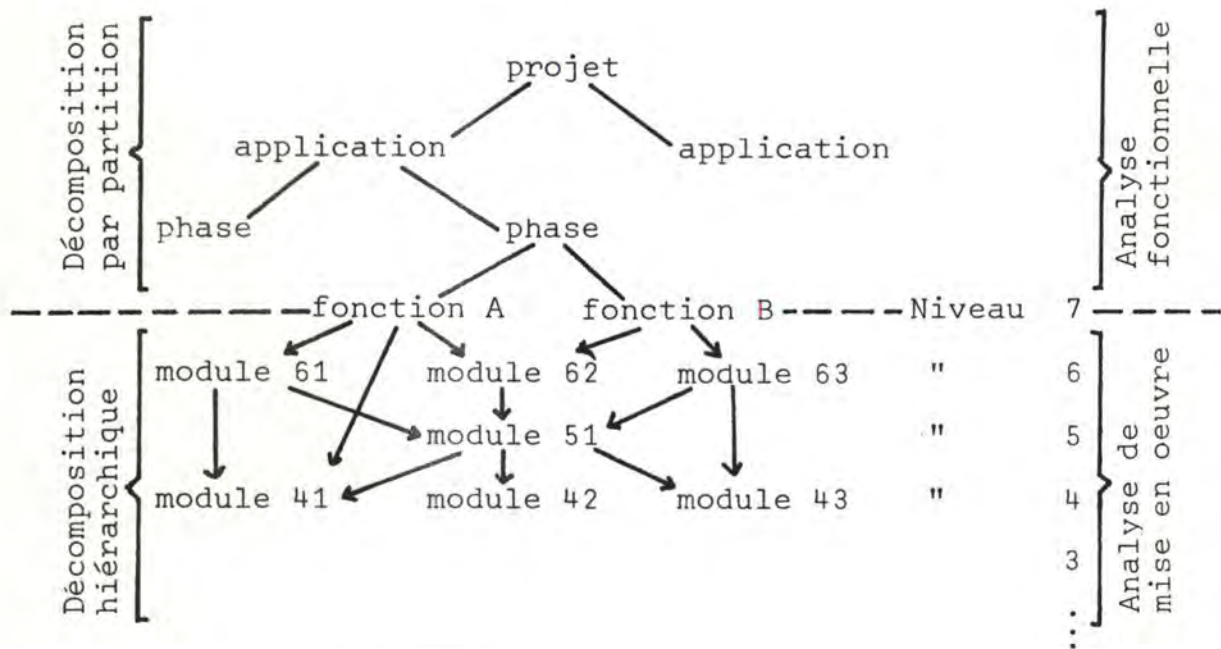 Décomposition
par partition
projet
application application
phase phase
Analyse
fonctionnelle
fonction A fonction B Niveau 7
module 61 module 62 module 63 " 6
module 51 " 5
module 41 module 42 module 43 " 4
3
...
Décomposition
hiérarchique
Analyse de
mise en oeuvre